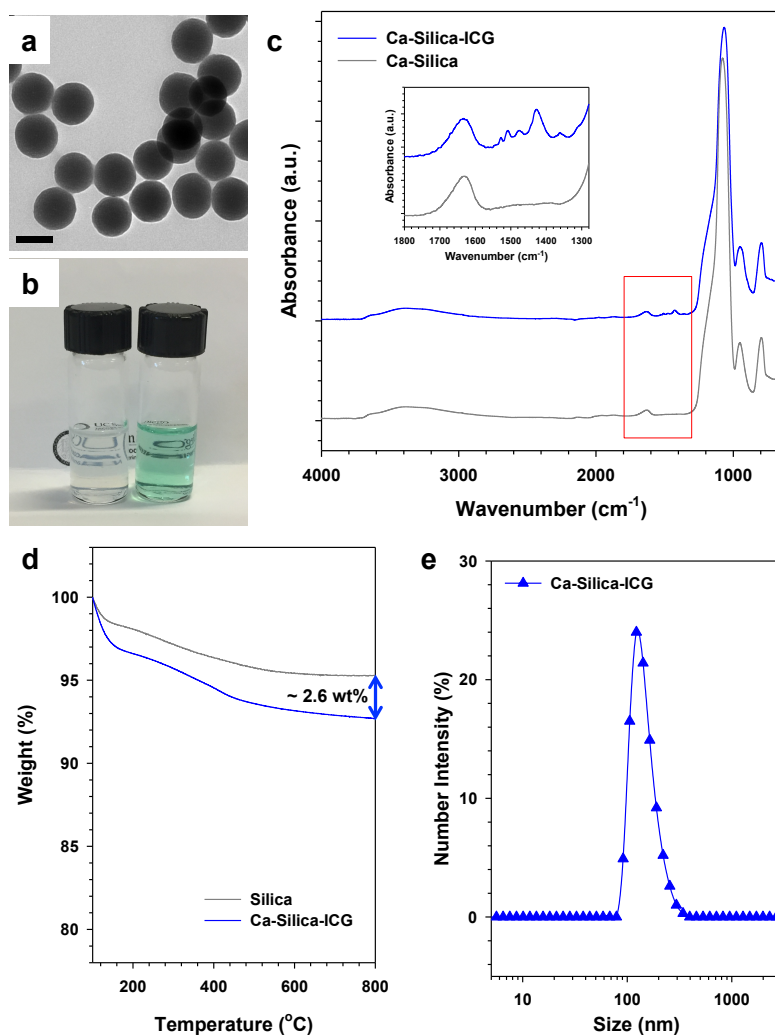 a
b
c
Ca-Silica-ICG
Ca-Silica
Absorbance (a.u.)
Absorbance (a.u.)
1800 1700 1600 1500 1400 1300
Wavenumber (cm-1)
4000 3000 2000 1000
Wavenumber (cm-1)
d
100
95
90
85
80
Weight (%)
~ 2.6 wt%
Silica
Ca-Silica-ICG
200 400 600 800
Temperature (oC)
e
30
20
10
0
Number Intensity (%)
Ca-Silica-ICG
10 100 1000
Size (nm)